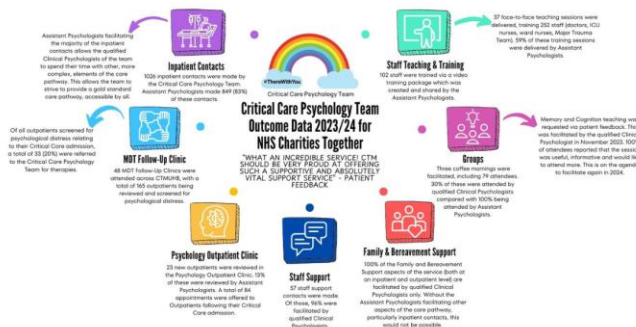 Assistant Psychologists facilitating
the majority of the inpatient
contacts allows the qualified
Clinical Psychologists of the team
to spend their time with other, more
complex, elements of the care
pathway. This allows the team to
strive to provide a gold standard
care pathway, accessible by all.
Inpatient Contacts
1026 inpatient contacts were made by
the Critical Care Psychology Team.
Assistant Psychologists made 849 (83%)
of these contacts.
#ThereWithYou
Critical Care Psychology Team
Critical Care Psychology Team
Outcome Data 2023/24 for
NHS Charities Together
"WHAT AN INCREDIBLE SERVICE! CTM
SHOULD BE VERY PROUD AT OFFERING
SUCH A SUPPORTIVE AND ABSOLUTELY
VITAL SUPPORT SERVICE" - PATIENT
FEEDBACK
Staff Teaching & Training
102 staff were trained via a video
training package which was
created and shared by the
Assistant Psychologists.
37 face-to-face teaching sessions were
delivered, training 252 staff (doctors, ICU
nurses, ward nurses, Major
Trauma Team). 59% of these
training sessions
were delivered by Assistant
Psychologists.
Of all outpatients screened for
psychological distress relating
to their Critical Care admission,
a total of 33 (20%) were referred
to the Critical Care Psychology
Team for therapies.
MDT Follow-Up Clinic
48 MDT Follow-Up Clinics were
attended across CTMUHB, with a
total of 165 outpatients being
reviewed and screened for
psychological distress.
Groups
Three coffee mornings were
facilitated, including 79 attendees.
30% of these were attended by
qualified Clinical Psychologists
compared with 100% being
attended by Assistant
Psychologists.
Memory and Cognition teaching was
requested via patient feedback. This
was facilitated by the qualified Clinical
Psychologist in November 2023. 100%
of attendees reported that the session
was useful, informative and would like
to attend more. This is on the agenda
to facilitate again in 2024.
Psychology Outpatient Clinic
23 new outpatients were reviewed in
the Psychology Outpatient Clinic. 13%
of these were reviewed by Assistant
Psychologists. A total of 84
appointments were offered to
Outpatients following their Critical
Care admission.
Staff Support
57 staff support
contacts were made.
Of those, 96% were
facilitated by
qualified Clinical
Psychologists
Family & Bereavement Support
100% of the Family and Bereavement
Support aspects of the service (both at
an inpatient and outpatient level) are
facilitated by qualified Clinical
Psychologists only. Without the
Assistant Psychologists facilitating other
aspects of the care pathway,
particularly inpatient contacts, this
would not be possible.